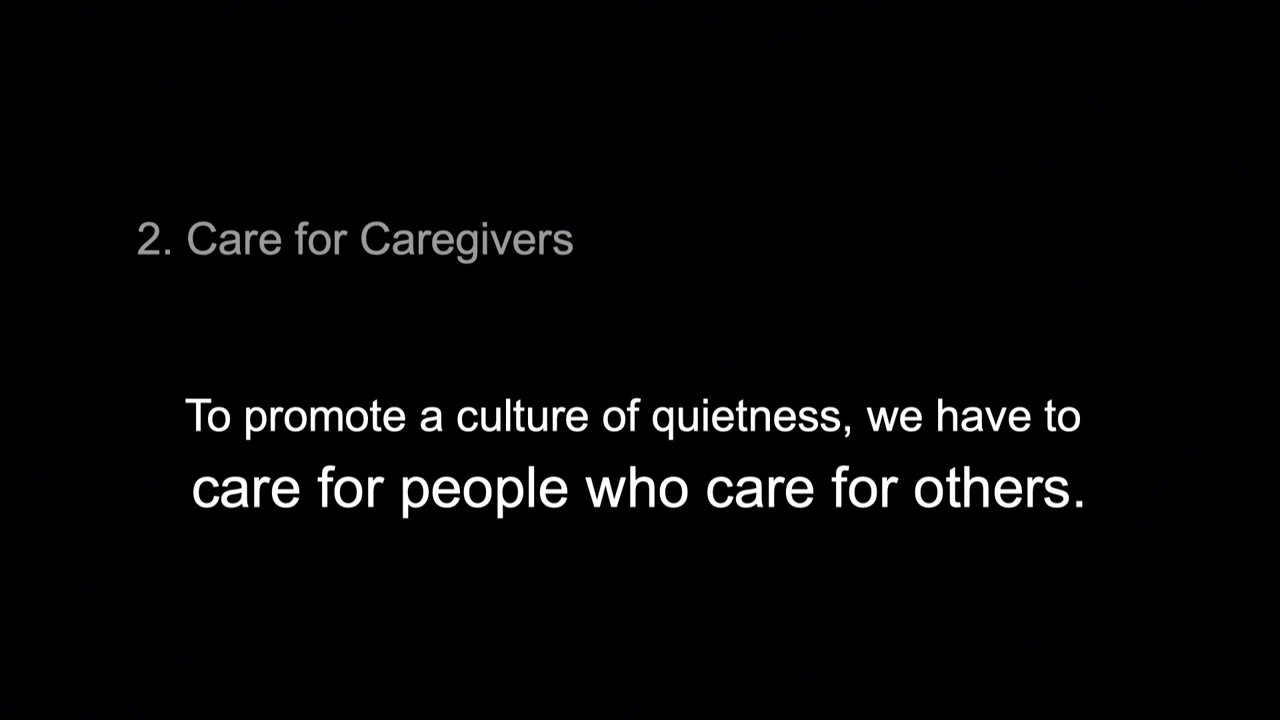 2. Care for Caregivers
To promote a culture of quietness, we have to
care for people who care for others.